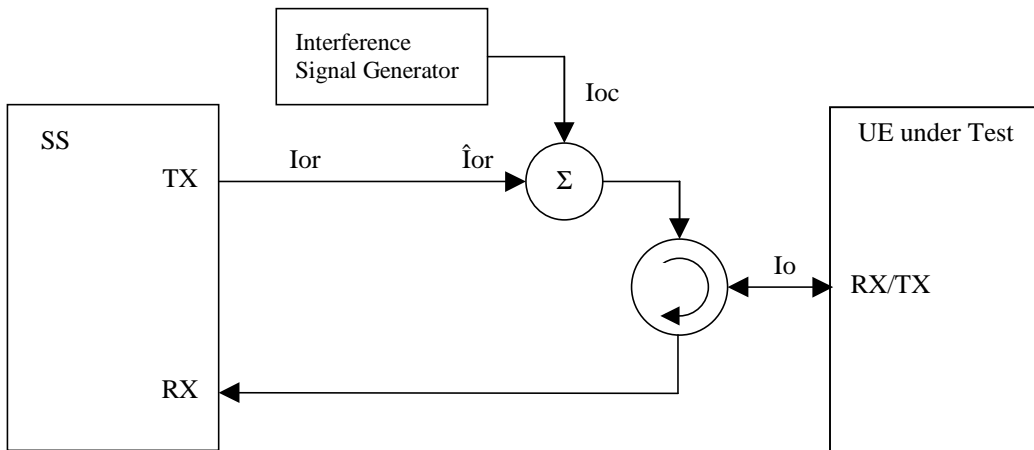 Interference
Signal Generator
Ioc
SS
UE under Test
TX
Ior
Îor
Σ
Io
RX/TX
RX